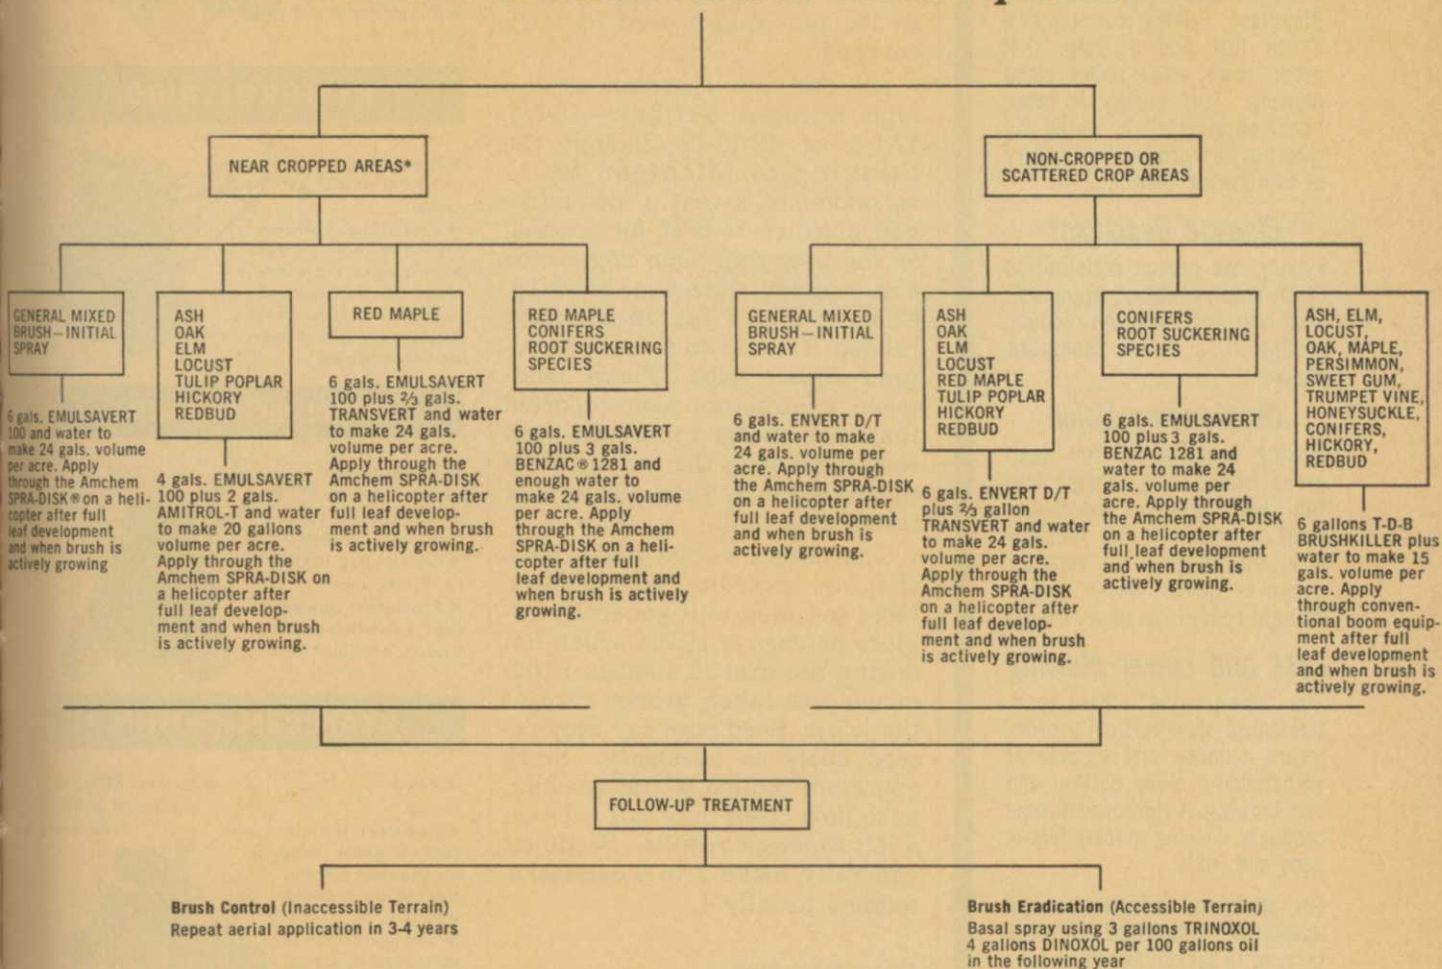 NEAR CROPPED AREAS*
NON-CROPPED OR
SCATTERED CROP AREAS
GENERAL MIXED
BRUSH—INITIAL
SPRAY
6 gals. EMULSAVERT
100 and water to
make 24 gals. volume
per acre. Apply
through the Amchem
SPRA-DISK® on a heli-
copter after full
leaf development
and when brush is
actively growing
ASH
OAK
ELM
LOCUST
TULIP POPLAR
HICKORY
REDBUD
4 gals. EMULSAVERT
100 plus 2 gals.
AMITROL-T and water
to make 20 gallons
volume per acre.
Apply through the
Amchem SPRA-DISK on
a helicopter after
full leaf develop-
ment and when brush
is actively growing.
RED MAPLE
6 gals. EMULSAVERT
100 plus ⅔ gals.
TRANSVERT and water
to make 24 gals.
volume per acre.
Apply through the
Amchem SPRA-DISK
on a helicopter after
full leaf develop-
ment and when brush
is actively growing.
RED MAPLE
CONIFERS
ROOT SUCKERING
SPECIES
6 gals. EMULSAVERT
100 plus 3 gals.
BENZAC® 1281 and
enough water to
make 24 gals. volume
per acre. Apply
through the Amchem
SPRA-DISK on a heli-
copter after full
leaf development and
when brush is actively
growing.
GENERAL MIXED
BRUSH—INITIAL
SPRAY
6 gals. ENVERT D/T
and water to make
24 gals. volume per
acre. Apply through
the Amchem SPRA-DISK
on a helicopter after
full leaf development
and when brush is
actively growing.
ASH
OAK
ELM
LOCUST
RED MAPLE
TULIP POPLAR
HICKORY
REDBUD
6 gals. ENVERT D/T
plus ⅔ gallon
TRANSVERT and water
to make 24 gals.
volume per acre.
Apply through the
Amchem SPRA-DISK
on a helicopter after
full leaf develop-
ment and when brush
is actively growing.
CONIFERS
ROOT SUCKERING
SPECIES
6 gals. EMULSAVERT
100 plus 3 gals.
BENZAC 1281 and
water to make 24
gals. volume per
acre. Apply through
the Amchem SPRA-DISK
on a helicopter after
full leaf development
and when brush is
actively growing.
ASH, ELM,
LOCUST,
OAK, MAPLE,
PERSIMMON,
SWEET GUM,
TRUMPET VINE,
HONEYSUCKLE,
CONIFERS,
HICKORY,
REDBUD
6 gallons T-D-B
BRUSHKILLER plus
water to make 15
gals. volume per
acre. Apply
through conven-
tional boom equip-
ment after full
leaf development
and when brush is
actively growing.
FOLLOW-UP TREATMENT
Brush Control (Inaccessible Terrain)
Repeat aerial application in 3-4 years
Brush Eradication (Accessible Terrain)
Basal spray using 3 gallons TRINOXOL
4 gallons DINOXOL per 100 gallons oil
in the following year